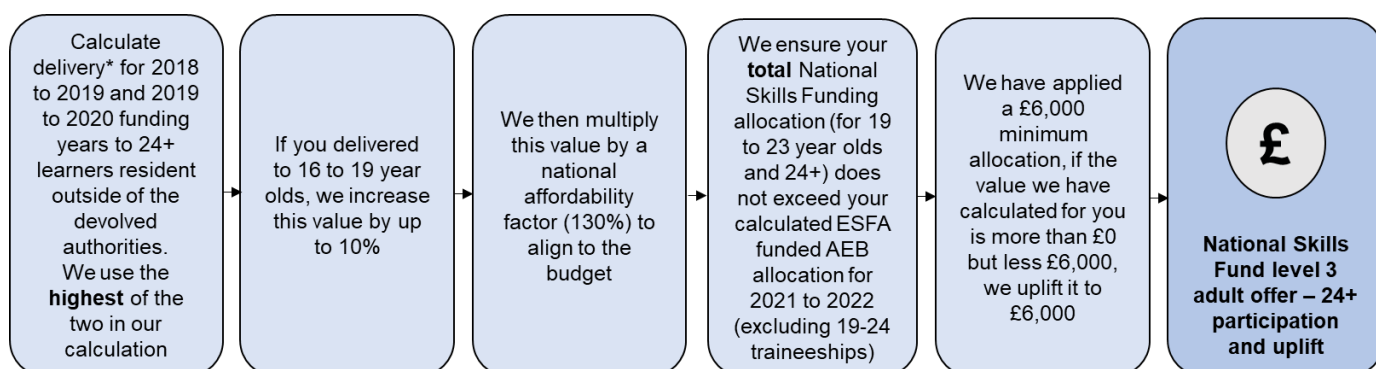 Calculate
delivery* for 2018
to 2019 and 2019
to 2020 funding
years to 24+
learners resident
outside of the
devolved
authorities.
We use the
highest of the
two in our
calculation
If you delivered
to 16 to 19 year
olds, we increase
this value by up
to 10%
We then multiply
this value by a
national
affordability
factor (130%) to
align to the
budget
We ensure your
total National
Skills Funding
allocation (for 19
to 23 year olds
and 24+) does
not exceed your
calculated ESFA
funded AEB
allocation for
2021 to 2022
(excluding 19-24
traineeships)
We have applied
a £6,000
minimum
allocation, if the
value we have
calculated for you
is more than £0
but less £6,000,
we uplift it to
£6,000
£
National Skills
Fund level 3
adult offer – 24+
participation
and uplift